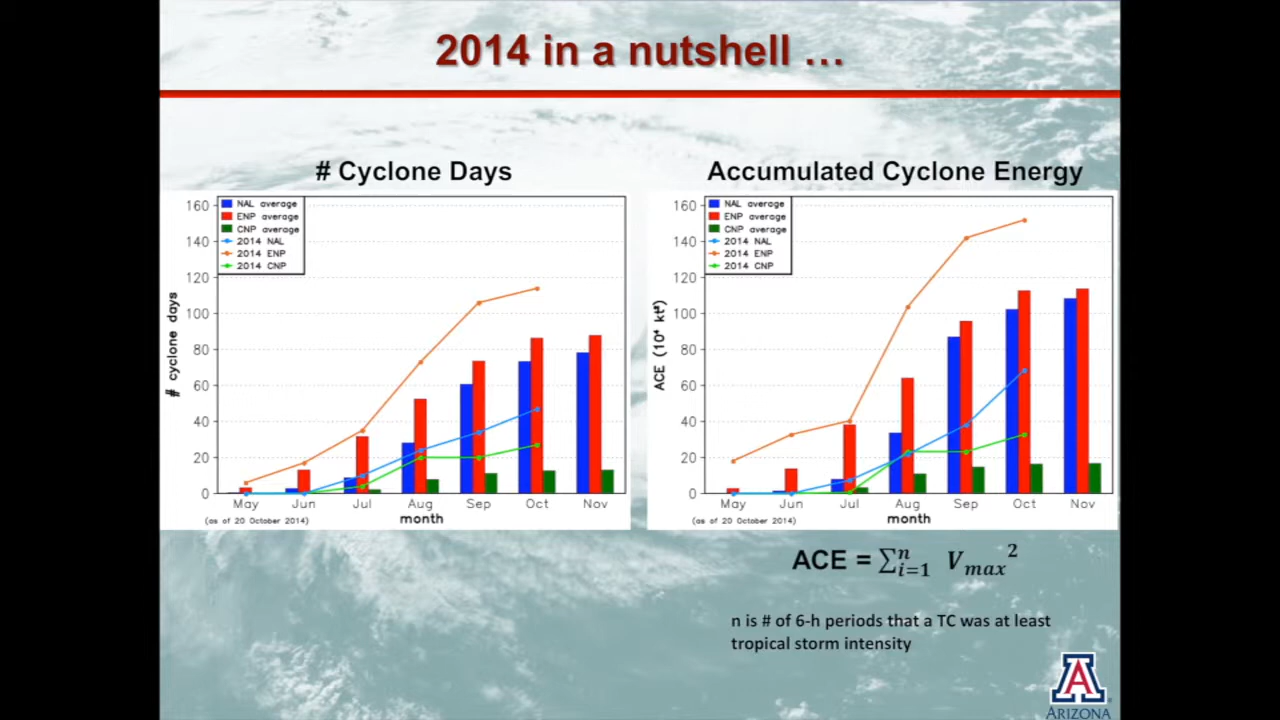 2014 in a nutshell …
# Cyclone Days
NAL average
ENP average
CNP average
2014 NAL
2014 ENP
2014 CNP
160
140
120
100
80
60
40
20
0
# cyclone days
May Jun Jul Aug Sep Oct Nov
month
(as of 20 October 2014)
Accumulated Cyclone Energy
NAL average
ENP average
CNP average
2014 NAL
2014 ENP
2014 CNP
160
140
120
100
80
60
40
20
0
ACE (10⁴ kt²)
May Jun Jul Aug Sep Oct Nov
month
(as of 20 October 2014)
ACE = ∑ⁿᵢ₌₁ Vmax²
n is # of 6-h periods that a TC was at least
tropical storm intensity
A
ARIZONA